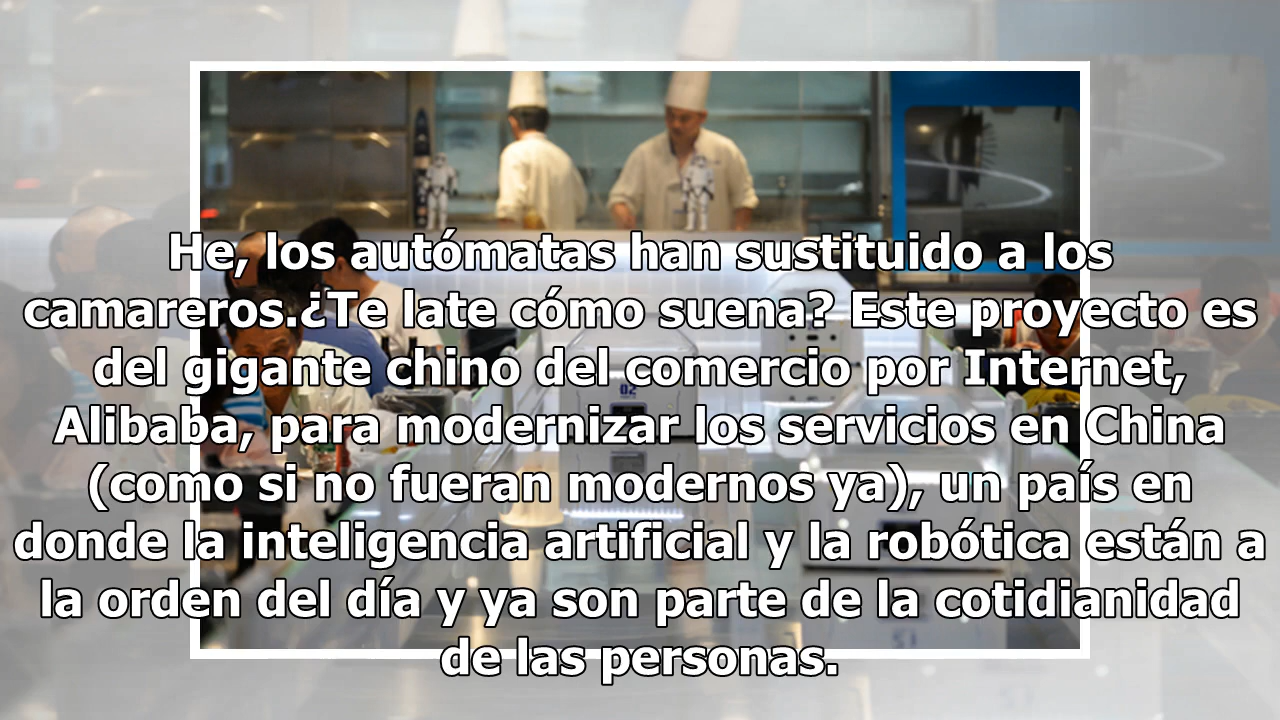 He, los autómatas han sustituido a los
camareros.¿Te late cómo suena? Este proyecto es
del gigante chino del comercio por Internet,
Alibaba, para modernizar los servicios en China
(como si no fueran modernos ya), un país en
donde la inteligencia artificial y la robótica están a
la orden del día y ya son parte de la cotidianidad
de las personas.
02